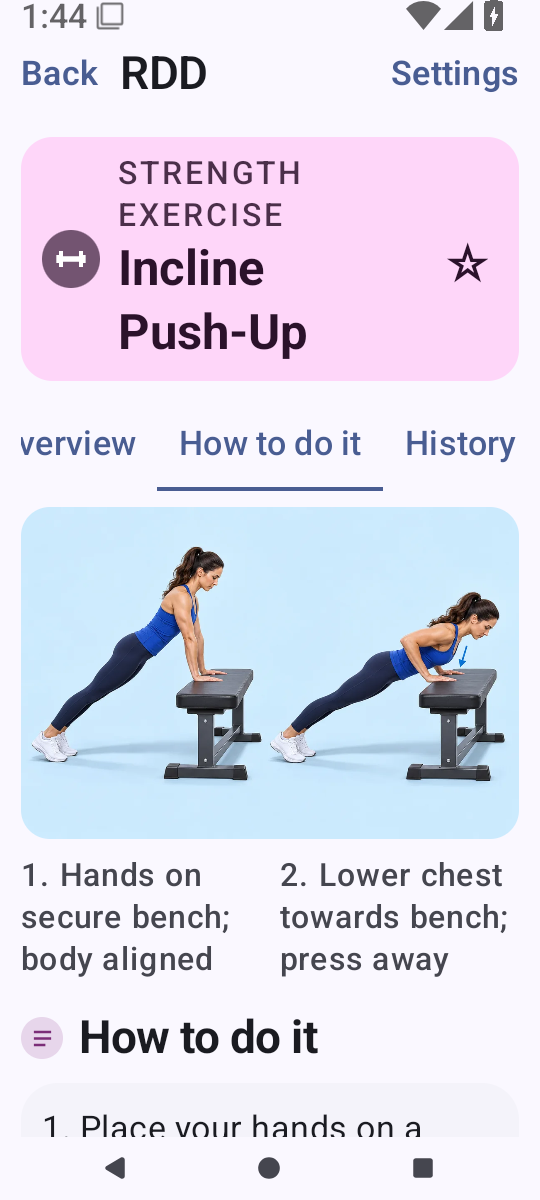 1:44
Back RDD Settings
STRENGTH
EXERCISE
Incline
Push-Up
verview How to do it History
1. Hands on
secure bench;
body aligned
2. Lower chest
towards bench;
press away
How to do it
1. Place your hands on a